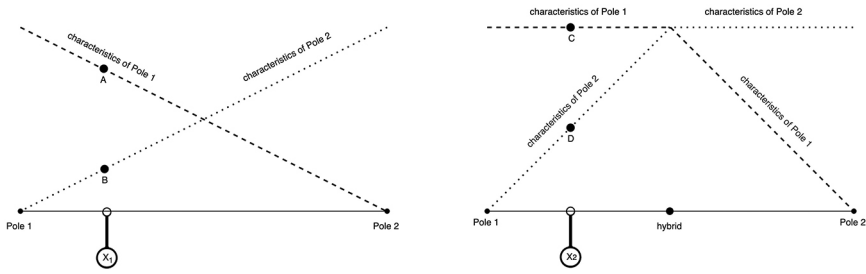 characteristics of Pole 1
characteristics of Pole 2
A
B
Pole 1
Pole 2
X1
characteristics of Pole 1
characteristics of Pole 2
C
characteristics of Pole 2
characteristics of Pole 1
D
Pole 1
hybrid
Pole 2
X2